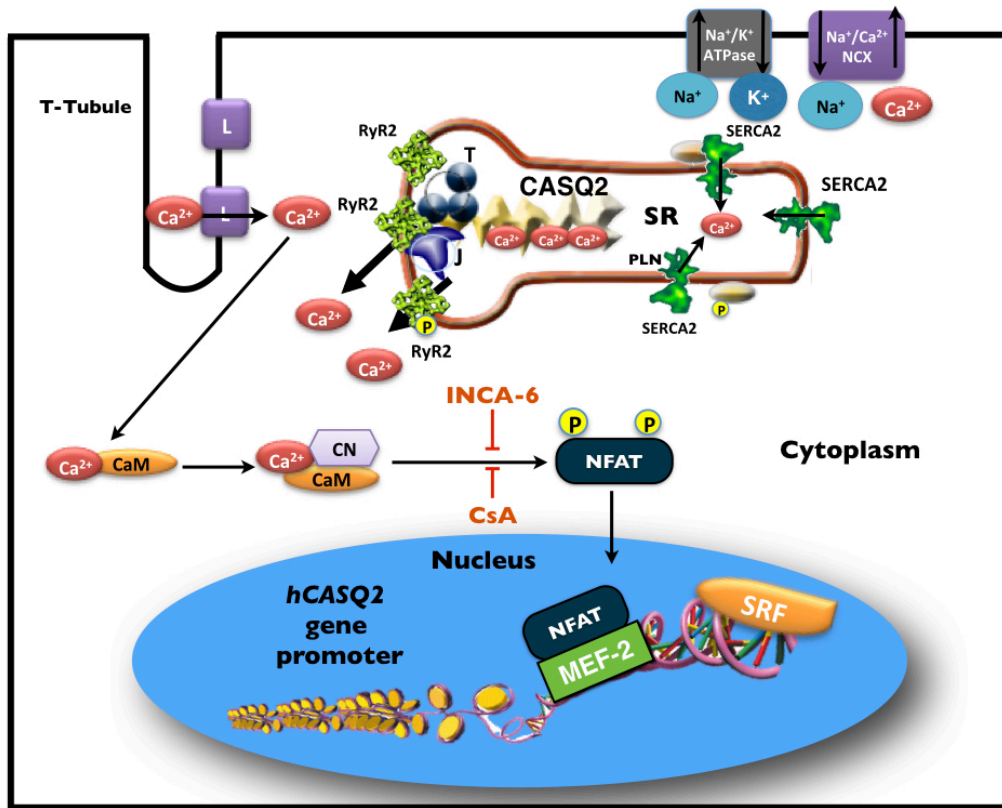 Na⁺/K⁺
ATPase
Na⁺/Ca²⁺
NCX
Na⁺
K⁺
Na⁺
Ca²⁺
T-Tubule
L
L
Ca²⁺
Ca²⁺
RyR2
RyR2
RyR2
T
J
CASQ2
Ca²⁺
Ca²⁺
Ca²⁺
SR
SERCA2
SERCA2
Ca²⁺
PLN
SERCA2
P
P
Ca²⁺
Ca²⁺
INCA-6
CsA
Ca²⁺
CaM
Ca²⁺
CN
CaM
P
P
NFAT
Cytoplasm
Nucleus
hCASQ2
gene
promoter
NFAT
MEF-2
SRF